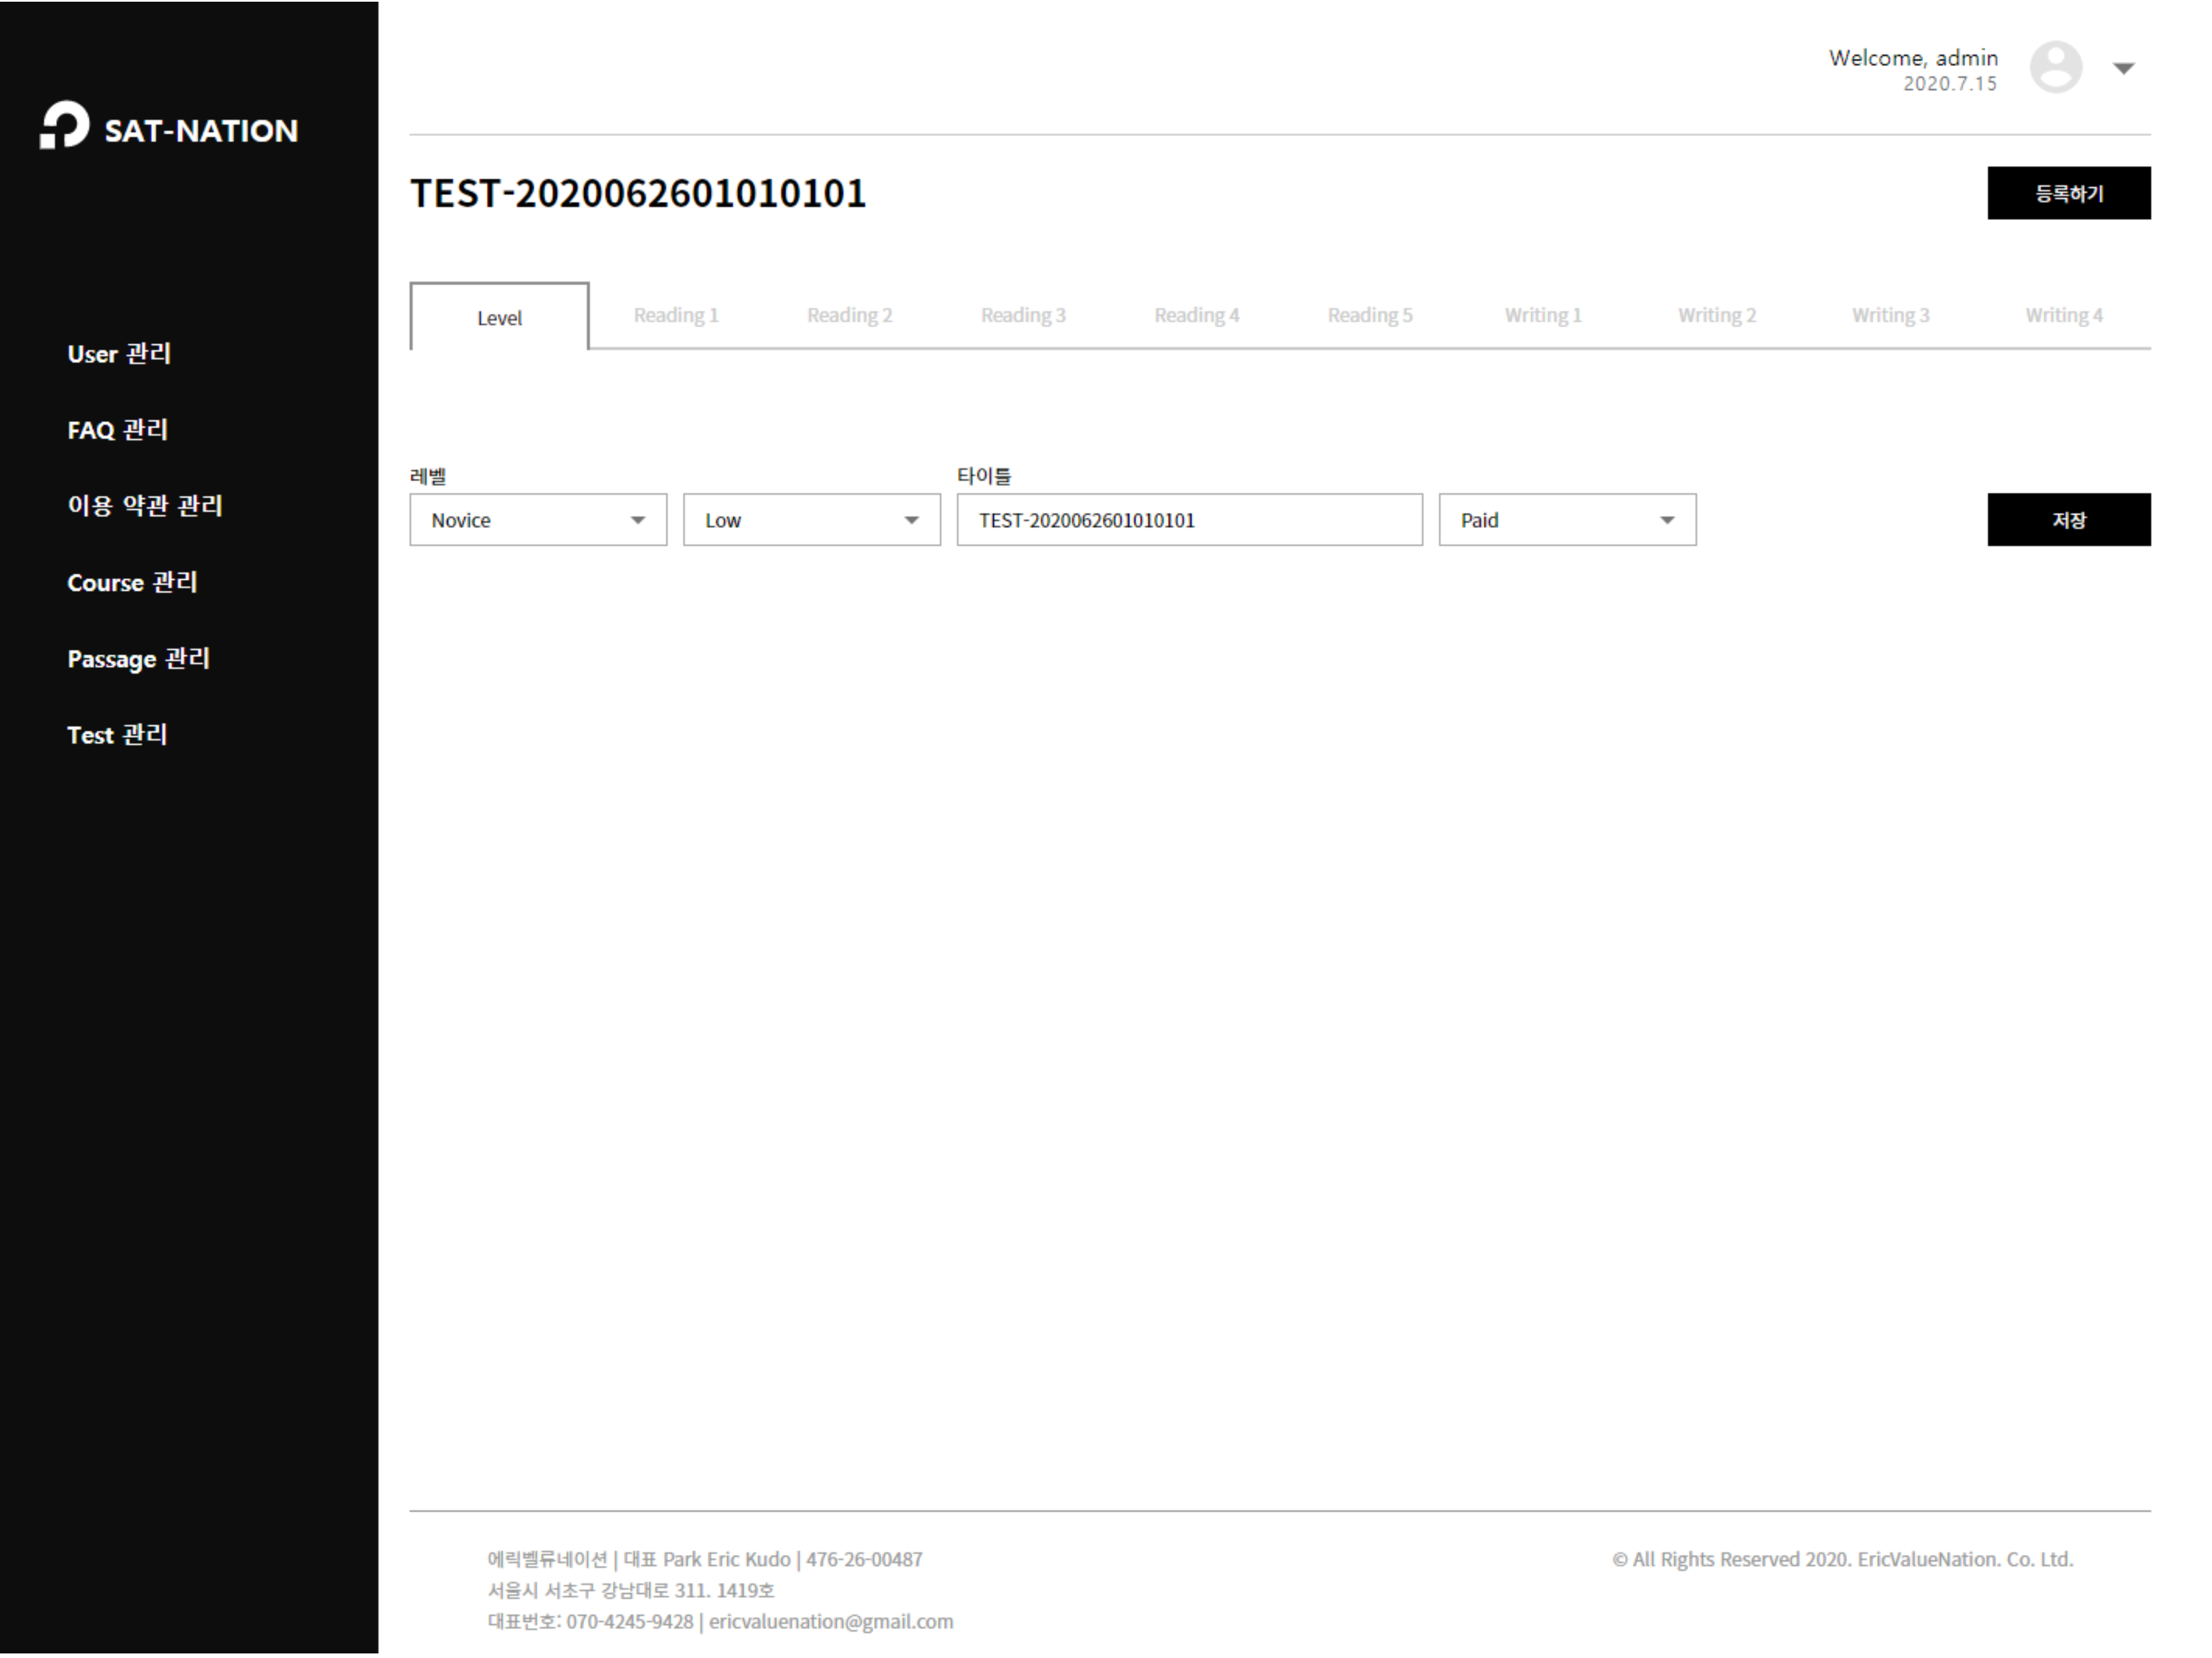 SAT-NATION
User 관리
FAQ 관리
이용 약관 관리
Course 관리
Passage 관리
Test 관리
Welcome, admin
2020.7.15
TEST-2020062601010101
등록하기
Level Reading 1 Reading 2 Reading 3 Reading 4 Reading 5 Writing 1 Writing 2 Writing 3 Writing 4
레벨 타이틀
Novice Low TEST-2020062601010101 Paid 저장
에릭벨류네이션 | 대표 Park Eric Kudo | 476-26-00487
서울시 서초구 강남대로 311. 1419호
대표번호: 070-4245-9428 | ericvaluenation@gmail.com
© All Rights Reserved 2020. EricValueNation. Co. Ltd.